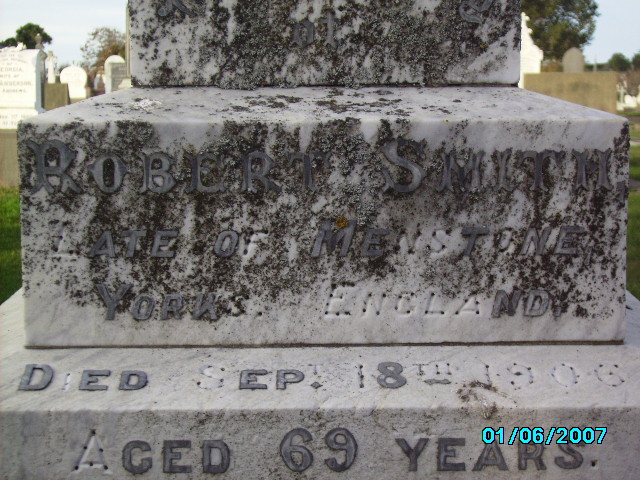 of
Robert Smith,
Late of Menstone,
Yorks. England.
Died Sept. 18th 1906
Aged 69 years.
01/06/2007